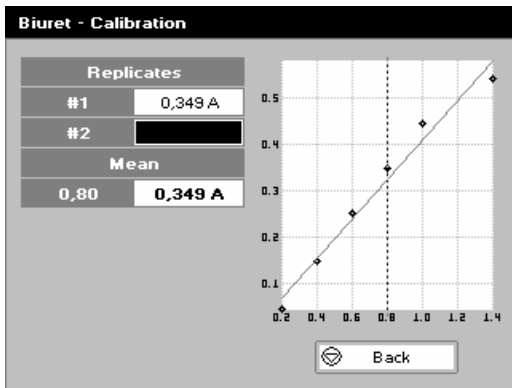 Biuret - Calibration
Replicates
#1 0,349 A
#2
Mean
0,80 0,349 A
0.5
0.4
0.3
0.2
0.1
0.2 0.4 0.6 0.8 1.0 1.2 1.4
Back